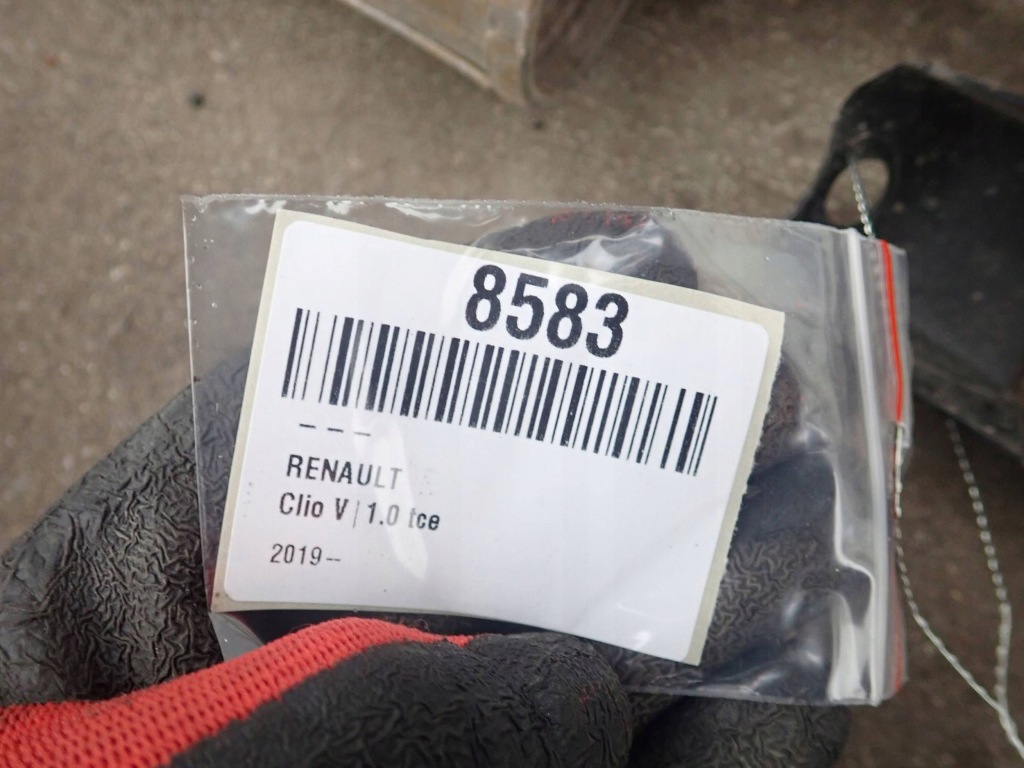 8583
– – –
RENAULT
Clio V | 1.0 tce
2019 –